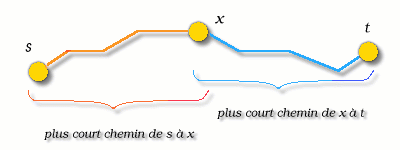 s
x
t
plus court chemin de x à t
plus court chemin de s à x